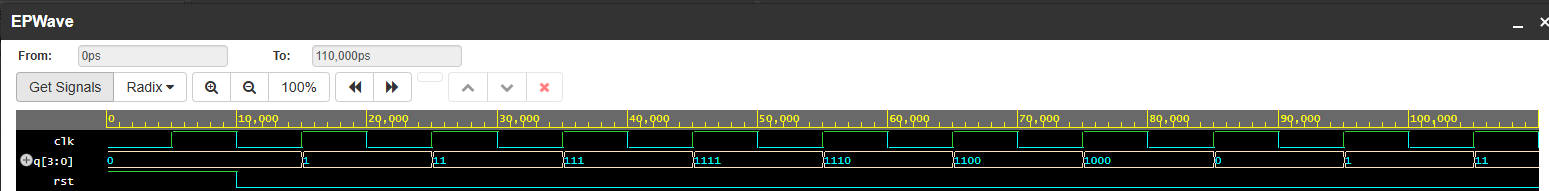 EPWave
From: 0ps To: 110,000ps
Get Signals Radix 100%
0 10,000 20,000 30,000 40,000 50,000 60,000 70,000 80,000 90,000 100,000
clk
q[3:0] 0 1 11 111 1111 1110 1100 1000 0 1 11
rst